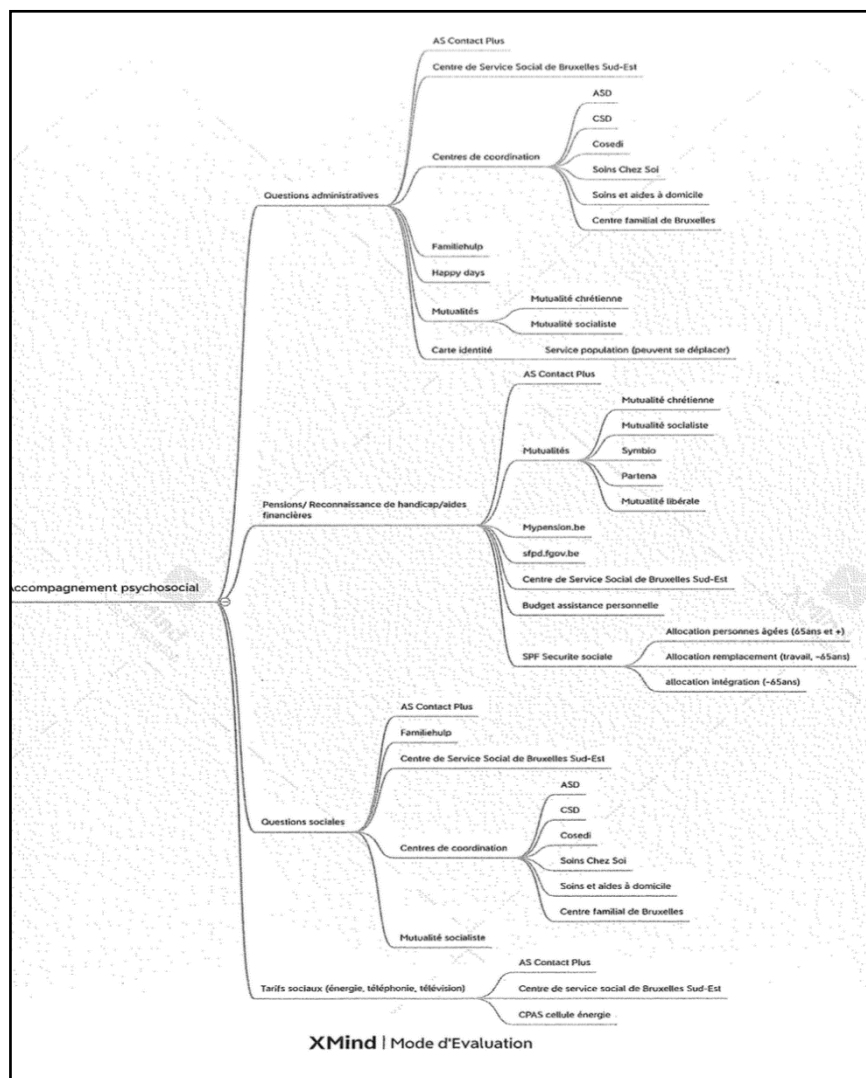 AS Contact Plus
Centre de Service Social de Bruxelles Sud-Est
ASD
CSD
Centres de coordination
Cosedi
Soins Chez Soi
Questions administratives
Soins et aides à domicile
Centre familial de Bruxelles
Familiehulp
Happy days
Mutualités
Mutualité chrétienne
Mutualité socialiste
Carte identité
Service population (peuvent se déplacer)
AS Contact Plus
Mutualité chrétienne
Mutualité socialiste
Mutualités
Symbio
Partena
Mutualité libérale
Pensions/ Reconnaissance de handicap/aides
financières
Mypension.be
sfpd.fgov.be
Centre de Service Social de Bruxelles Sud-Est
ccompagnement psychosocial
Budget assistance personnelle
SPF Securite sociale
Allocation personnes âgées (65ans et +)
Allocation remplacement (travail, -65ans)
allocation intégration (-65ans)
AS Contact Plus
Familiehulp
Centre de Service Social de Bruxelles Sud-Est
ASD
CSD
Questions sociales
Centres de coordination
Cosedi
Soins Chez Soi
Soins et aides à domicile
Centre familial de Bruxelles
Mutualité socialiste
Tarifs sociaux (énergie, téléphonie, télévision)
AS Contact Plus
Centre de service social de Bruxelles Sud-Est
CPAS cellule énergie
XMind | Mode d'Evaluation
XMind
XMind